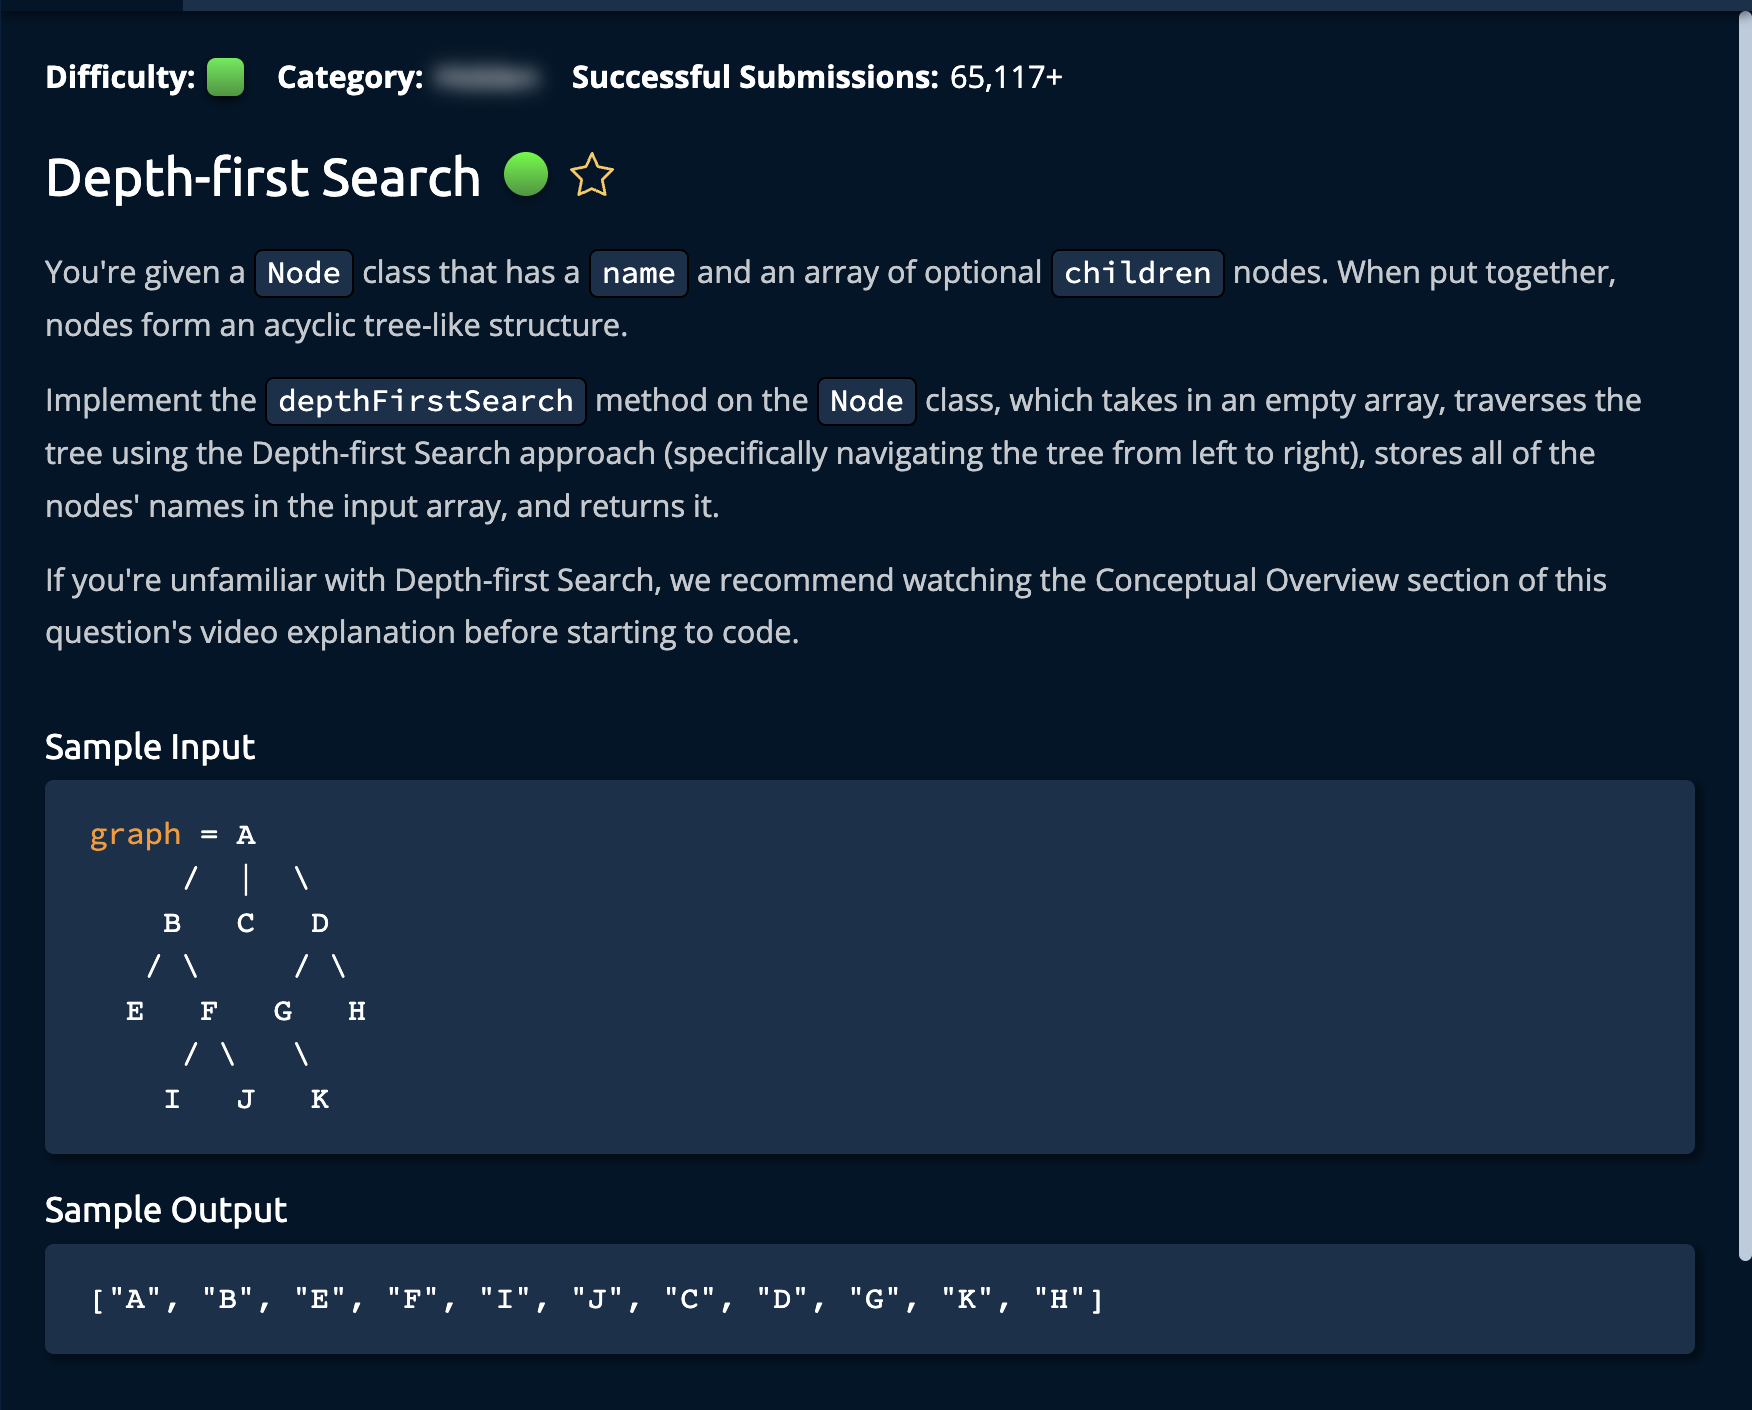 Difficulty: Category: Successful Submissions: 65,117+
Depth-first Search
You're given a Node class that has a name and an array of optional children nodes. When put together,
nodes form an acyclic tree-like structure.
Implement the depthFirstSearch method on the Node class, which takes in an empty array, traverses the
tree using the Depth-first Search approach (specifically navigating the tree from left to right), stores all of the
nodes' names in the input array, and returns it.
If you're unfamiliar with Depth-first Search, we recommend watching the Conceptual Overview section of this
question's video explanation before starting to code.
Sample Input
graph = A
     /  |  \
    B   C   D
   / \     / \
  E   F   G   H
     / \   \
    I   J   K
Sample Output
["A", "B", "E", "F", "I", "J", "C", "D", "G", "K", "H"]